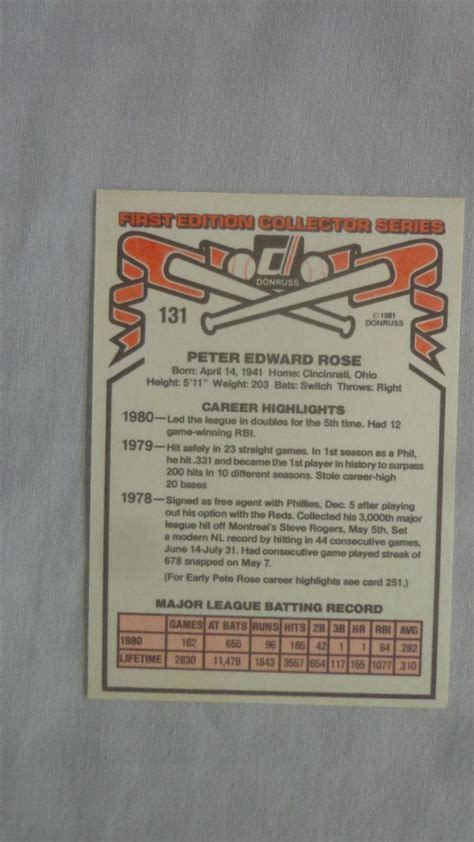 FIRST EDITION COLLECTOR SERIES
DONRUSS
131
©1981
DONRUSS
PETER EDWARD ROSE
Born: April 14, 1941 Home: Cincinnati, Ohio
Height: 5'11" Weight: 203 Bats: Switch Throws: Right
CAREER HIGHLIGHTS
1980—Led the league in doubles for the 5th time. Had 12
game-winning RBI.
1979—Hit safely in 23 straight games. In 1st season as a Phil,
he hit .331 and became the 1st player in history to surpass
200 hits in 10 different seasons. Stole career-high
20 bases
1978—Signed as free agent with Phillies, Dec. 5 after playing
out his option with the Reds. Collected his 3,000th major
league hit off Montreal's Steve Rogers, May 5th. Set
a modern NL record by hitting in 44 consecutive games,
June 14-July 31. Had consecutive game played streak of
678 snapped on May 7.
(For Early Pete Rose career highlights see card 251.)
MAJOR LEAGUE BATTING RECORD
GAMES AT BATS RUNS HITS 2B 3B HR RBI AVG
1980 162 655 96 185 42 1 1 64 .282
LIFETIME 2830 11,479 1843 3557 654 117 155 1077 .310